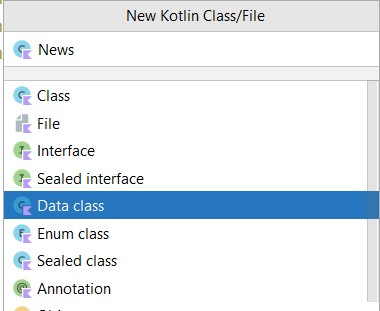 New Kotlin Class/File
News
Class
File
Interface
Sealed interface
Data class
Enum class
Sealed class
Annotation